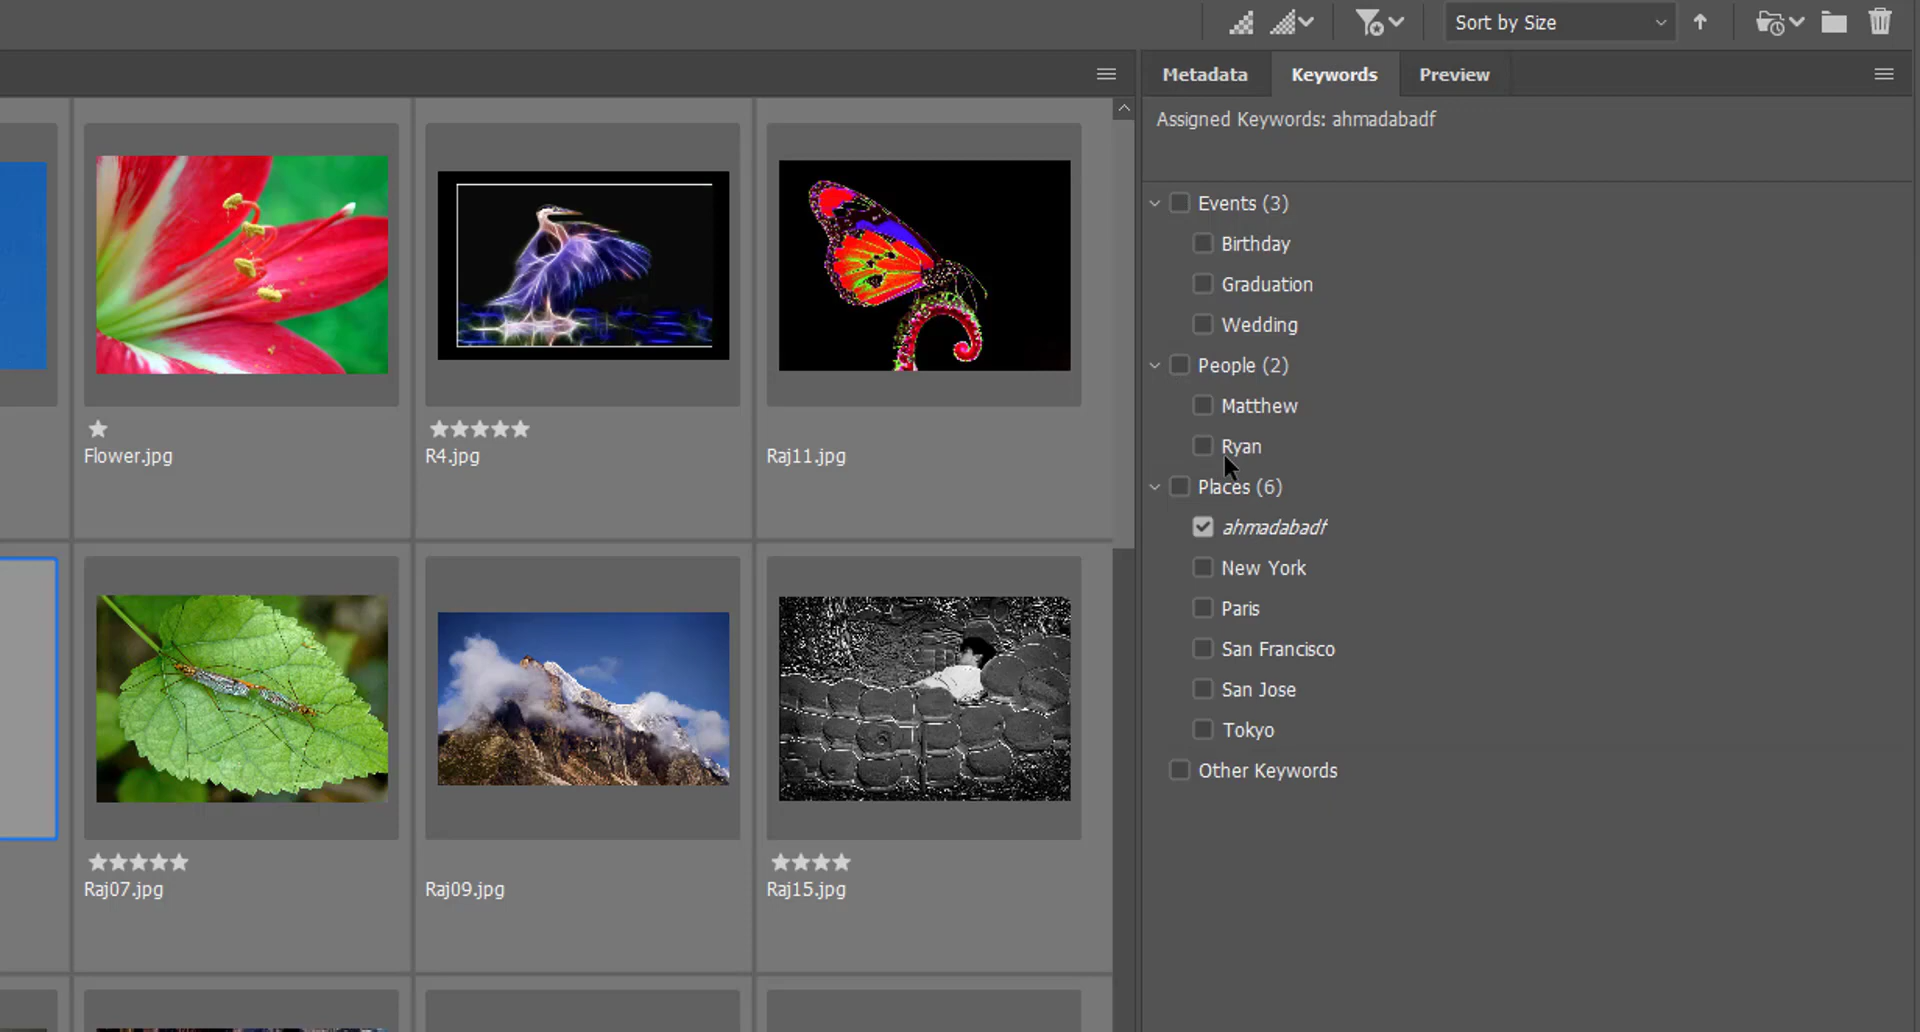 Sort by Size
Metadata
Keywords
Preview
Assigned Keywords: ahmadabadf
Events (3)
Birthday
Graduation
Wedding
People (2)
Matthew
Ryan
Places (6)
ahmadabadf
New York
Paris
San Francisco
San Jose
Tokyo
Other Keywords
Flower.jpg
R4.jpg
Raj11.jpg
Raj07.jpg
Raj09.jpg
Raj15.jpg